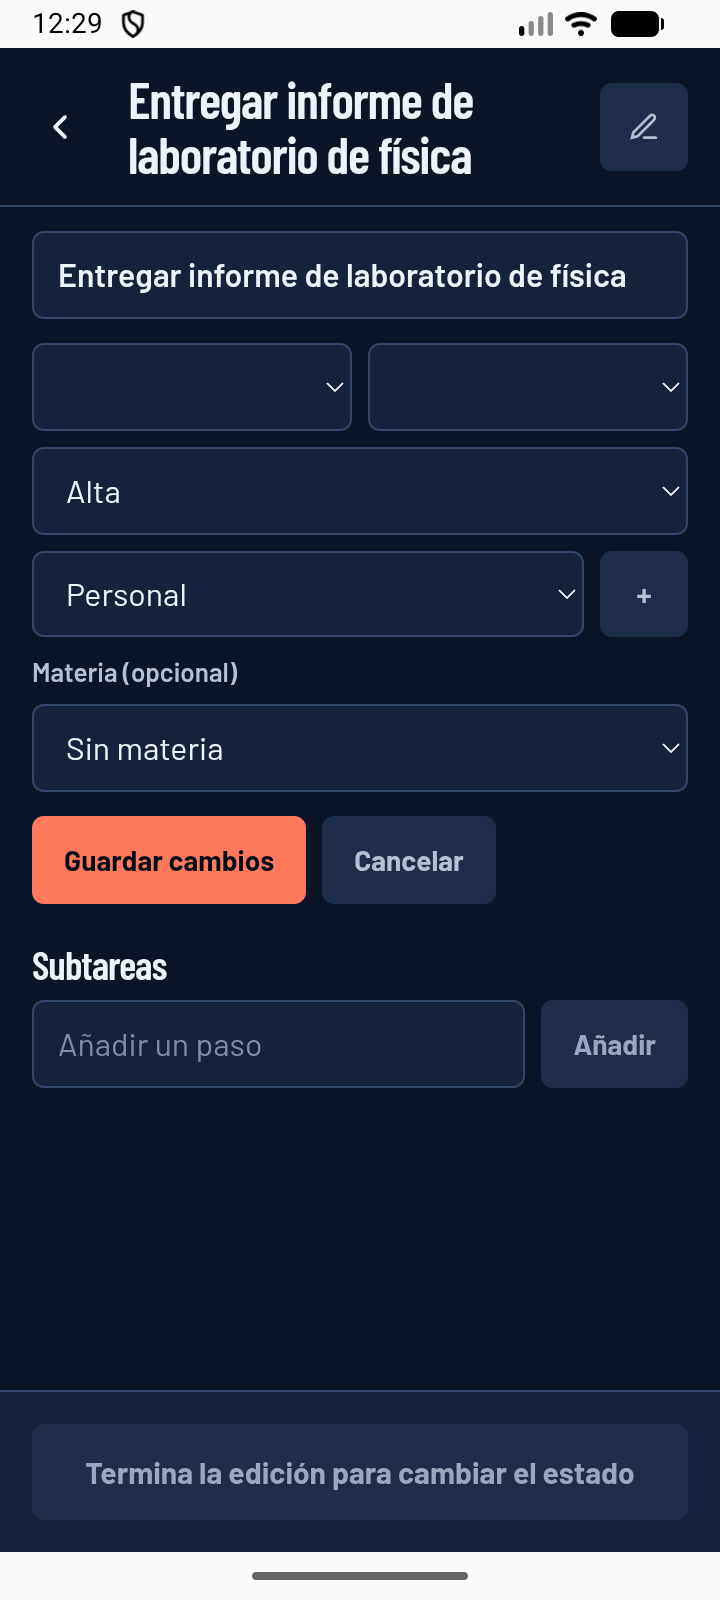 12:29
Entregar informe de
laboratorio de física
Entregar informe de laboratorio de física
Alta
Personal
+
Materia (opcional)
Sin materia
Guardar cambios
Cancelar
Subtareas
Añadir un paso
Añadir
Termina la edición para cambiar el estado